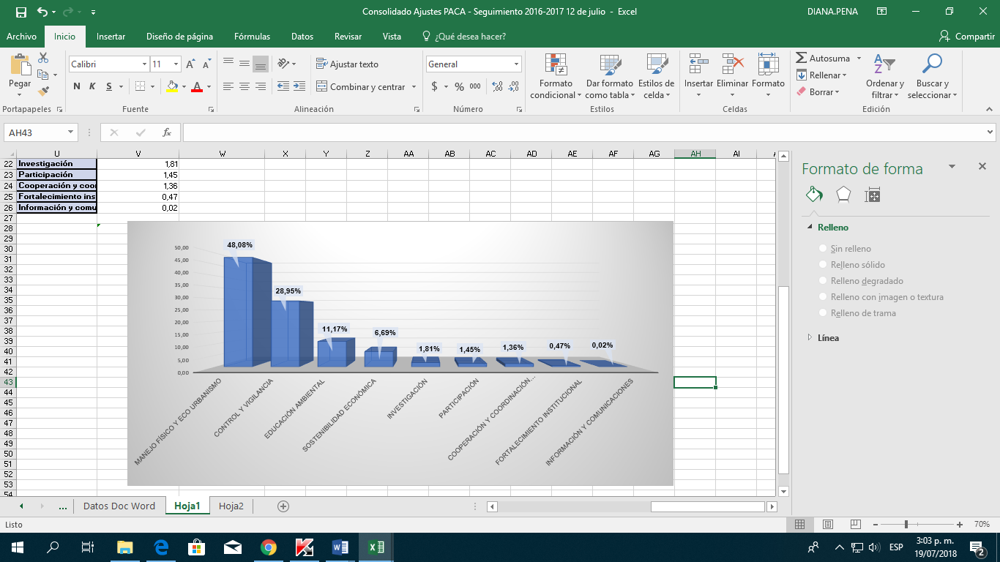 Consolidado Ajustes PACA - Seguimiento 2016-2017 12 de julio - Excel
DIANA.PENA
Archivo Inicio Insertar Diseño de página Fórmulas Datos Revisar Vista ¿Qué desea hacer? Compartir
Pegar
Calibri 11
N K S
Ajustar texto
Combinar y centrar
General
$ % 000
Formato condicional
Dar formato como tabla
Estilos de celda
Insertar Eliminar Formato
Autosuma
Rellenar
Borrar
Ordenar y filtrar
Buscar y seleccionar
Portapapeles Fuente Alineación Número Estilos Celdas Edición
AH43
fx
U V W X Y Z AA AB AC AD AE AF AG AH AI
22 Investigación 1,81
23 Participación 1,45
24 Cooperación y coor 1,36
25 Fortalecimiento ins 0,47
26 Información y comu 0,02
27
28
29
30
31
32
33
34
35
36
37
38
39
40
41
42
43
44
45
46
47
48
49
50
51
52
53
54
50,00
45,00
40,00
35,00
30,00
25,00
20,00
15,00
10,00
5,00
0,00
48,08%
28,95%
11,17%
6,69%
1,81%
1,45%
1,36%
0,47%
0,02%
MANEJO FÍSICO Y ECO URBANISMO
CONTROL Y VIGILANCIA
EDUCACIÓN AMBIENTAL
SOSTENIBILIDAD ECONÓMICA
INVESTIGACIÓN
PARTICIPACIÓN
COOPERACIÓN Y COORDINACIÓN...
FORTALECIMIENTO INSTITUCIONAL
INFORMACIÓN Y COMUNICACIONES
Formato de forma
Relleno
Sin relleno
Relleno sólido
Relleno degradado
Relleno con imagen o textura
Relleno de trama
Línea
... Datos Doc Word Hoja1 Hoja2
Listo
70%
ESP
3:03 p. m.
19/07/2018
2